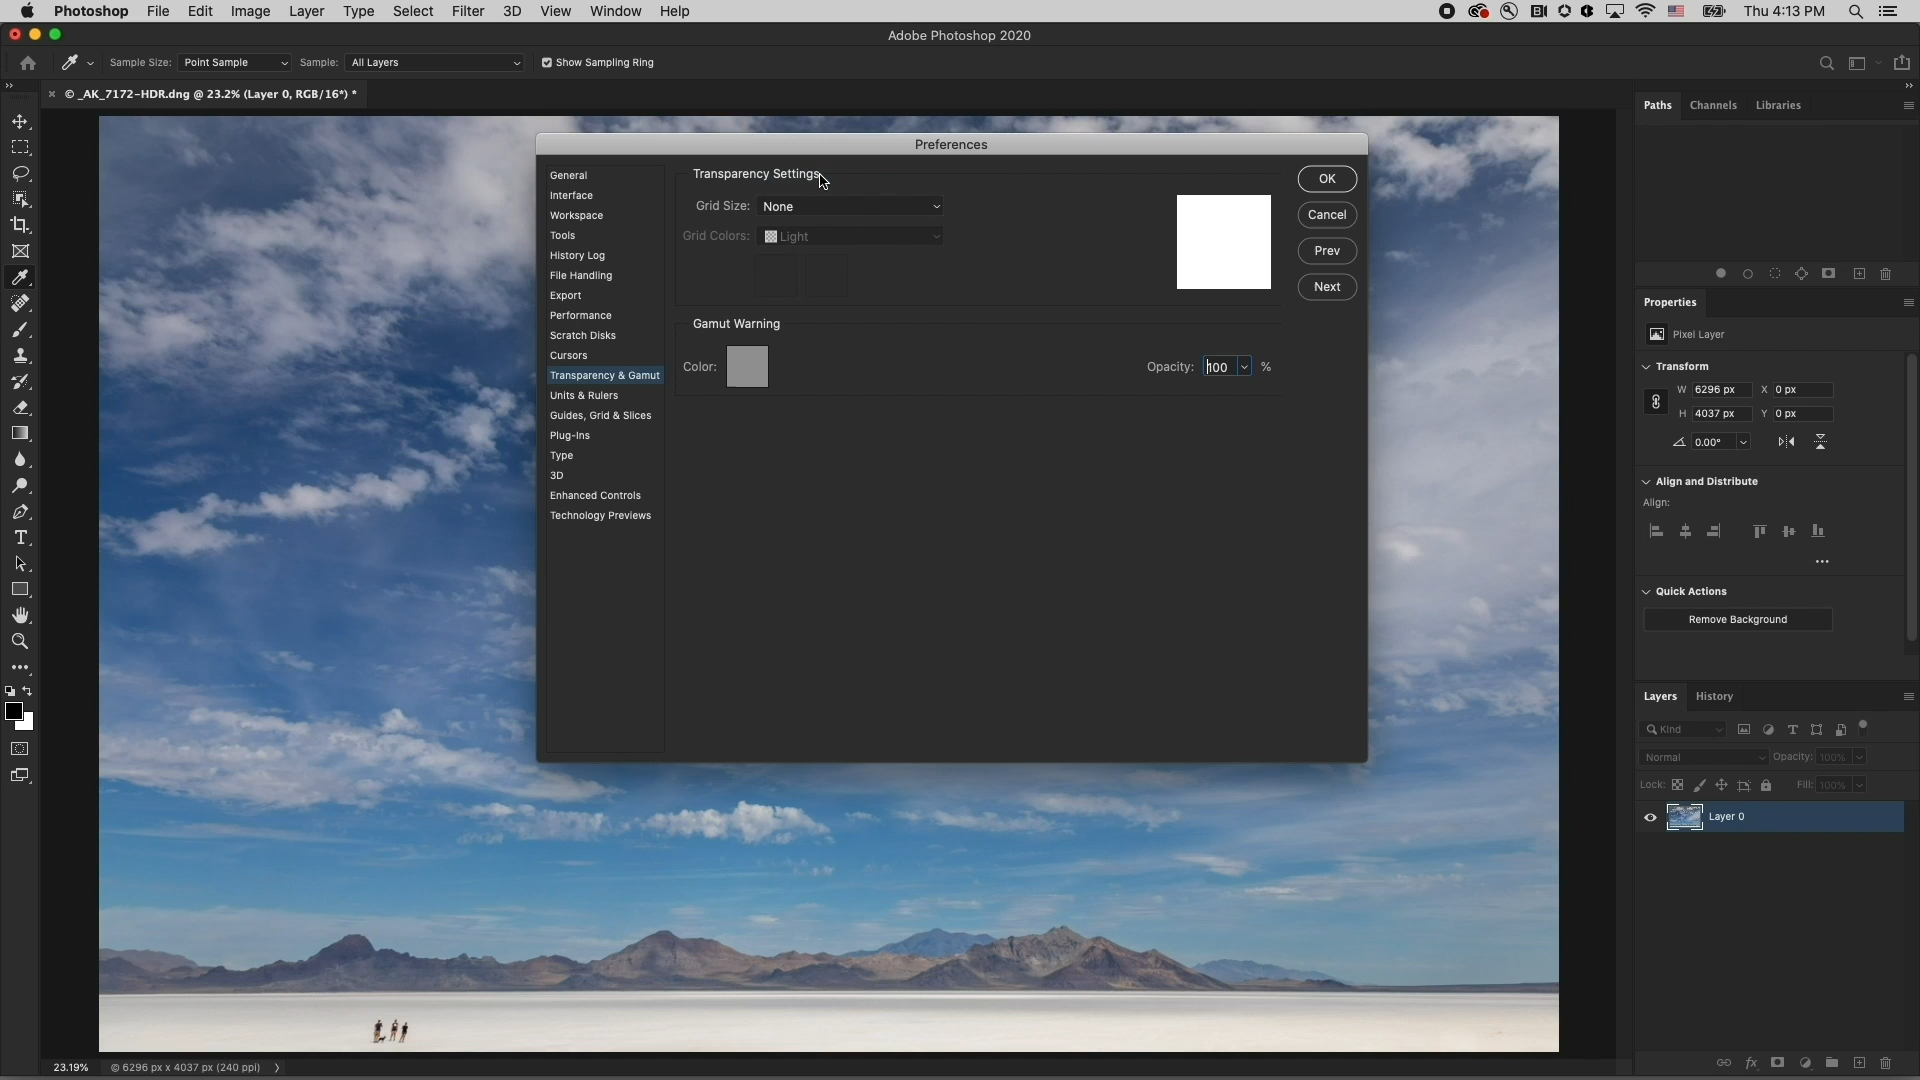 Photoshop File Edit Image Layer Type Select Filter 3D View Window Help Thu 4:13 PM
Adobe Photoshop 2020
Sample Size: Point Sample Sample: All Layers Show Sampling Ring
© _AK_7172-HDR.dng @ 23.2% (Layer 0, RGB/16*) *
Preferences
General
Interface
Workspace
Tools
History Log
File Handling
Export
Performance
Scratch Disks
Cursors
Transparency & Gamut
Units & Rulers
Guides, Grid & Slices
Plug-Ins
Type
3D
Enhanced Controls
Technology Previews
Transparency Settings
Grid Size: None
Grid Colors: Light
Gamut Warning
Color:
Opacity: 100 %
OK
Cancel
Prev
Next
Paths Channels Libraries
Properties
Pixel Layer
Transform
W 6296 px X 0 px
H 4037 px Y 0 px
0.00°
Align and Distribute
Align:
Quick Actions
Remove Background
Layers History
Kind
Normal Opacity: 100%
Lock: Fill: 100%
Layer 0
23.19% © 6296 px x 4037 px (240 ppi)